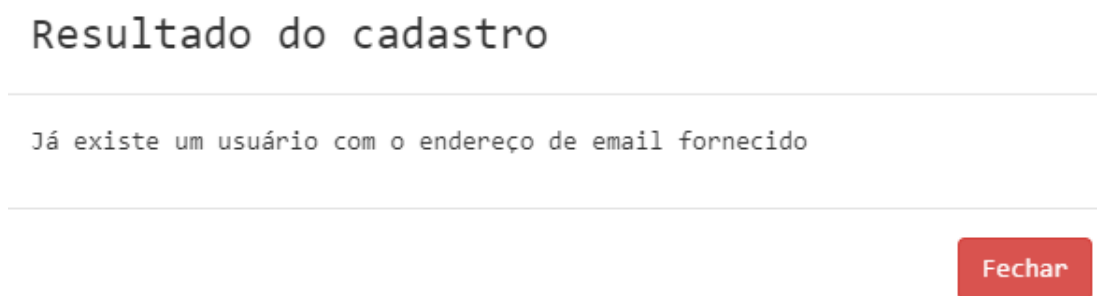 Resultado do cadastro
Já existe um usuário com o endereço de email fornecido
Fechar